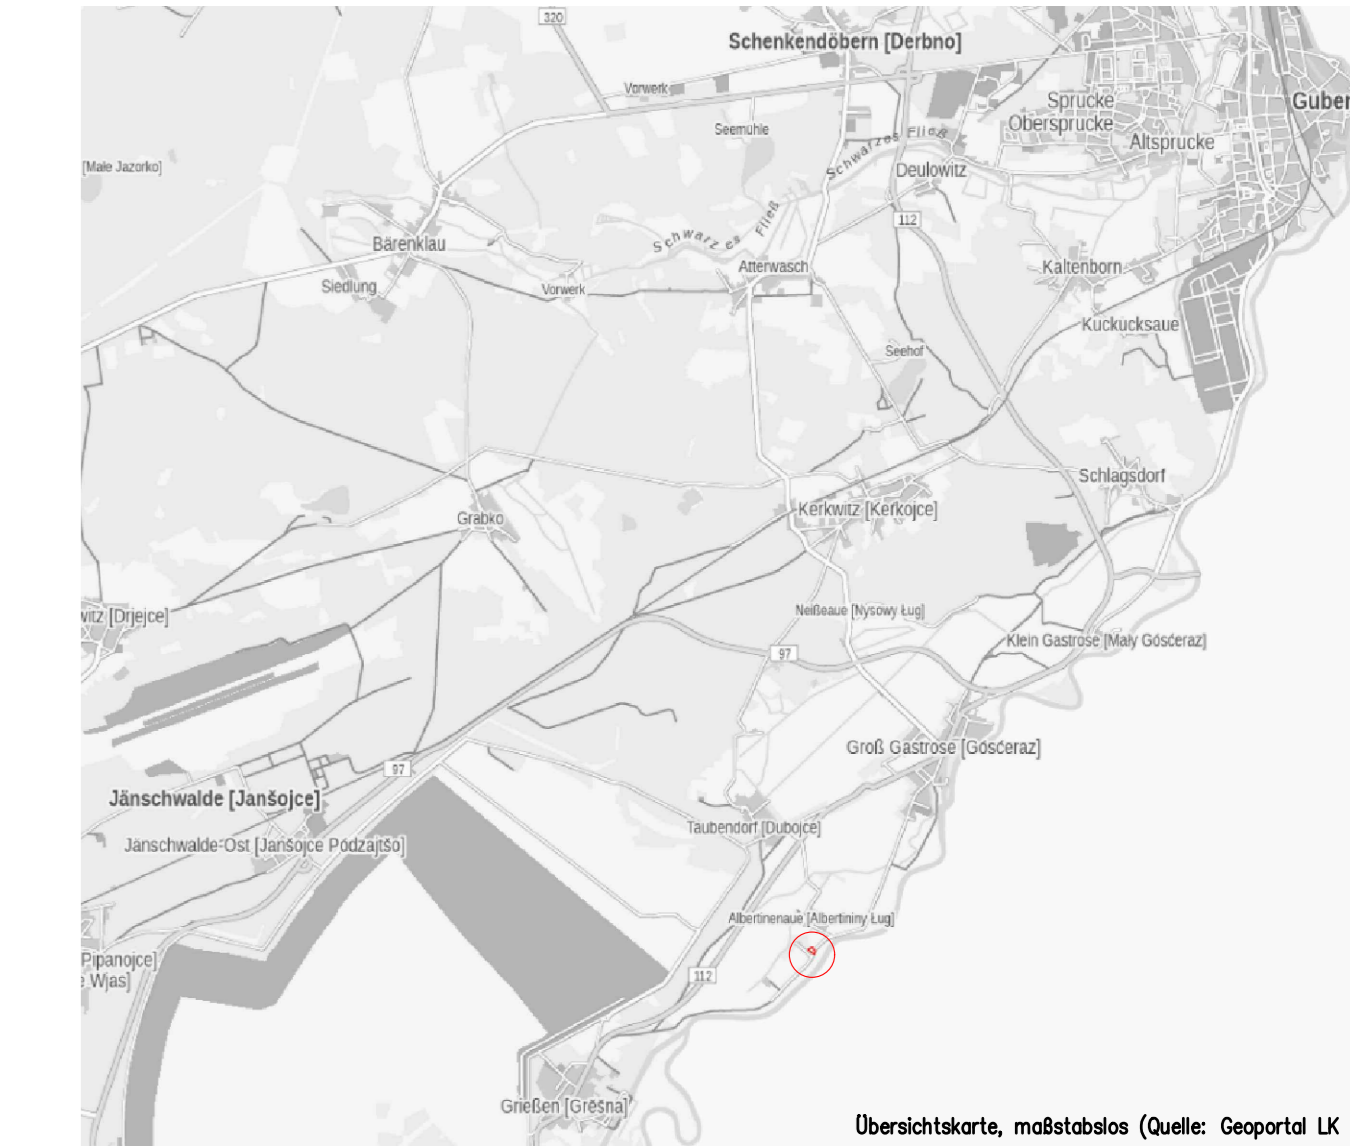 320
Schenkendöbern [Derbno]
Vorwerk
Sprucke
Guben
Obersprucke
Seemühle
Altsprucke
Schwarzes Fließ
[Małe Jazorko]
Deulowitz
112
Schwarzes Fließ
Bärenklau
Atterwasch
Kaltenborn
Siedlung
Vorwerk
Kuckucksaue
Seehof
Schlagsdorf
Grabko
Kerkwitz [Kerkojce]
witz [Drjejce]
Neißeaue [Nysowy Ług]
Klein Gastrose [Mały Gósćeraz]
97
Groß Gastrose [Gósćeraz]
97
Jänschwalde [Janšojce]
Taubendorf [Dubojce]
Jänschwalde-Ost [Janšojce Pódzajtšo]
Albertinenaue [Albertininy Ług]
Pipanojce]
112
Wjas]
Grießen [Grěšna]
Übersichtskarte, maßstabslos (Quelle: Geoportal LK